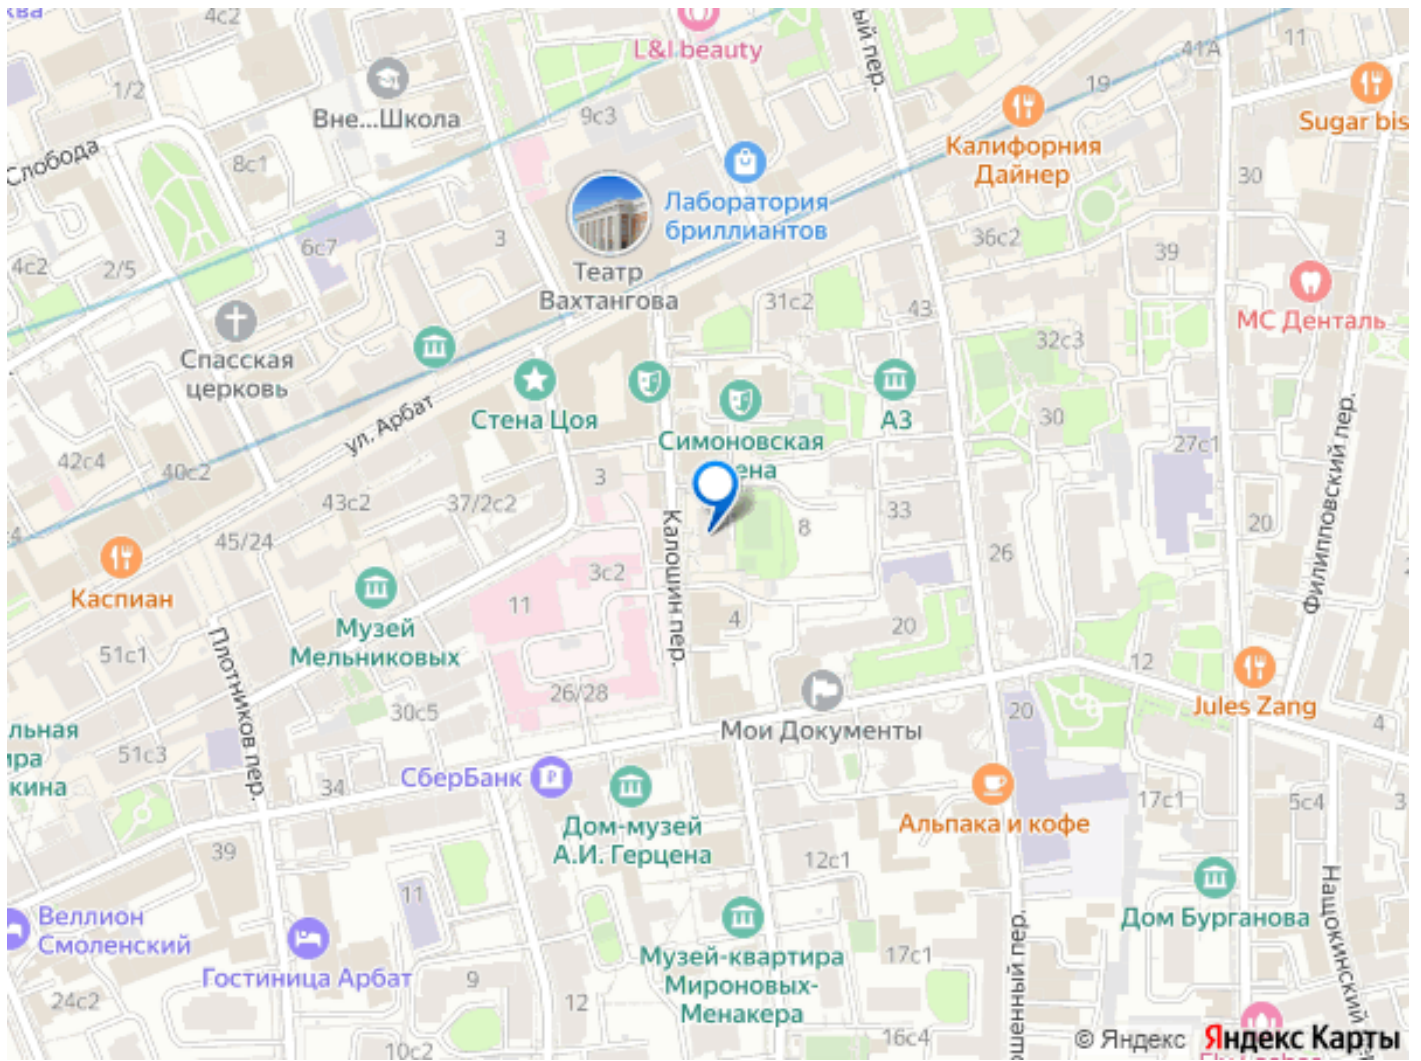 ква
4с2
L&I beauty
ый пер.
41А
11
1/2
Вне...Школа
9с3
19
Калифорния
Дайнер
Sugar bis
Слобода
8с1
30
Лаборатория
бриллиантов
6с7
3
36с2
39
4с2
2/5
Театр
Вахтангова
31с2
43
МС Денталь
32с3
Спасская
церковь
ул. Арбат
Стена Цоя
Симоновская
ена
А3
30
27с1
Филипповский пер.
42с4
40с2
43с2
37/2с2
3
45/24
33
8
20
26
Каспиан
Калошин пер.
3с2
11
Музей
Мельниковых
4
20
51с1
Плотников пер.
12
26/28
30с5
Мои Документы
20
Jules Zang
4
льная
ира
кина
51с3
34
СберБанк
Дом-музей
А.И. Герцена
Альпака и кофе
17с1
5с4
3
39
12с1
11
Дом Бурганова
Нащокинский
Веллион
Смоленский
Гостиница Арбат
Музей-квартира
Мироновых-
Менакера
17с1
ошенный пер.
24с2
9
12
10с2
16с4
© Яндекс
Яндекс Карты